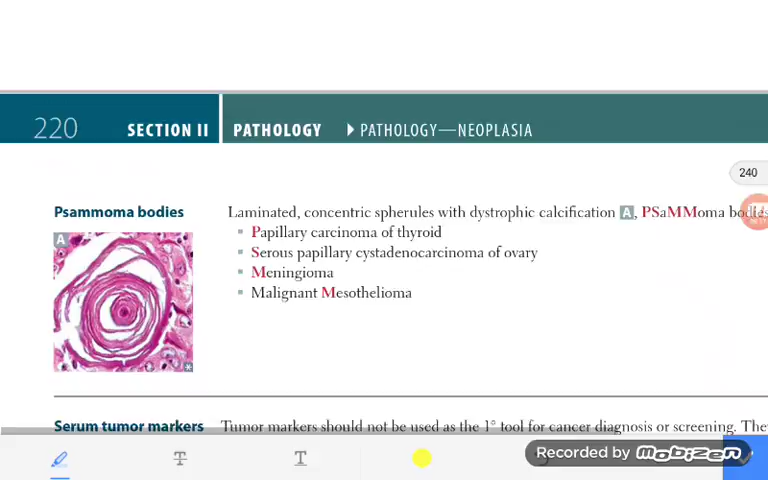 220 SECTION II PATHOLOGY ▶ PATHOLOGY—NEOPLASIA
240
Psammoma bodies
A
Laminated, concentric spherules with dystrophic calcification A, PSaMMoma bodies
▪ Papillary carcinoma of thyroid
▪ Serous papillary cystadenocarcinoma of ovary
▪ Meningioma
▪ Malignant Mesothelioma
Serum tumor markers
Tumor markers should not be used as the 1° tool for cancer diagnosis or screening. They
T T
Recorded by MOBIZEN